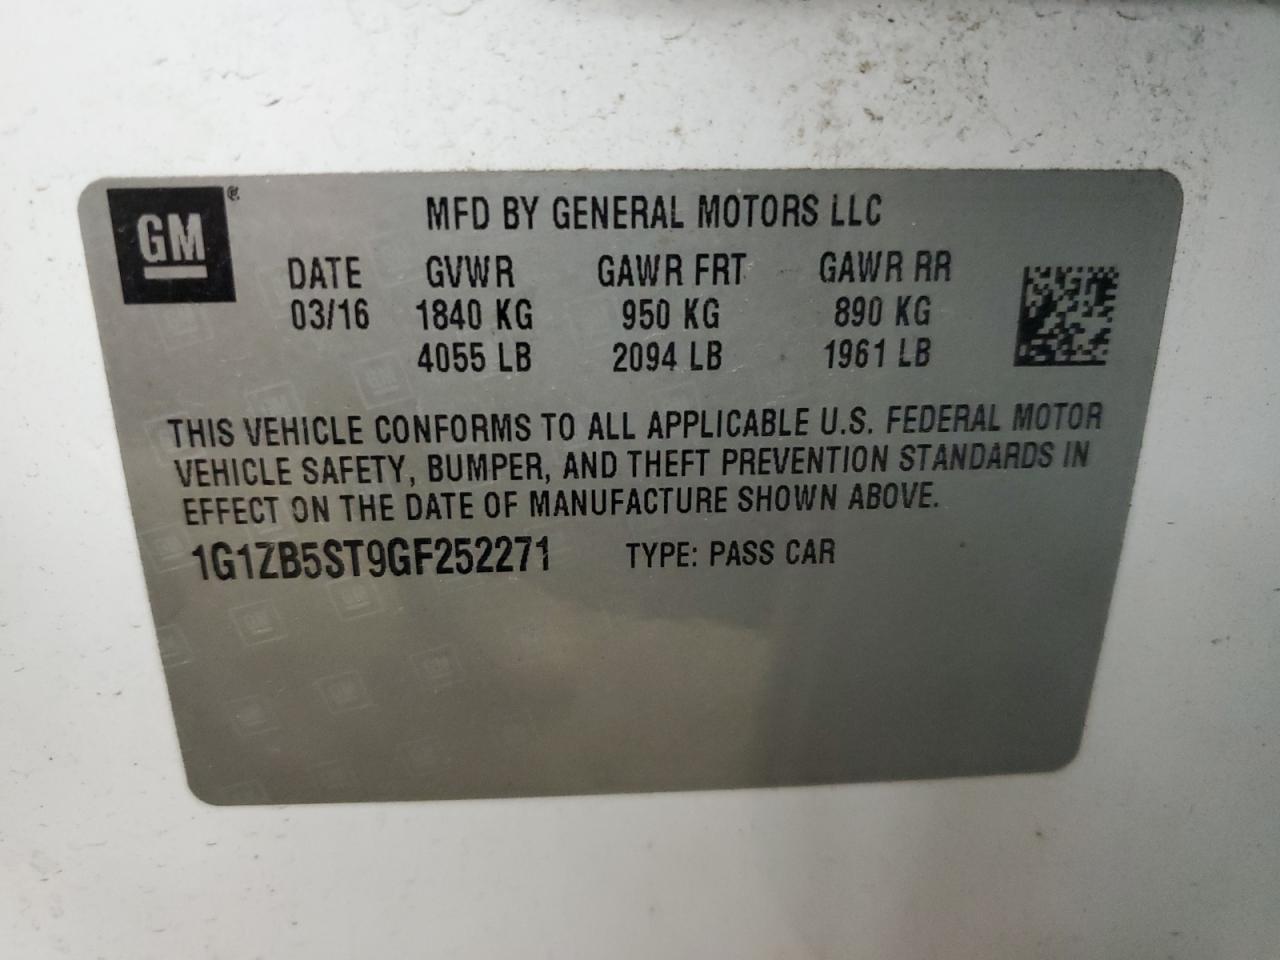 GM®
MFD BY GENERAL MOTORS LLC
DATE GVWR GAWR FRT GAWR RR
03/16 1840 KG 950 KG 890 KG
4055 LB 2094 LB 1961 LB
THIS VEHICLE CONFORMS TO ALL APPLICABLE U.S. FEDERAL MOTOR
VEHICLE SAFETY, BUMPER, AND THEFT PREVENTION STANDARDS IN
EFFECT ON THE DATE OF MANUFACTURE SHOWN ABOVE.
1G1ZB5ST9GF252271 TYPE: PASS CAR